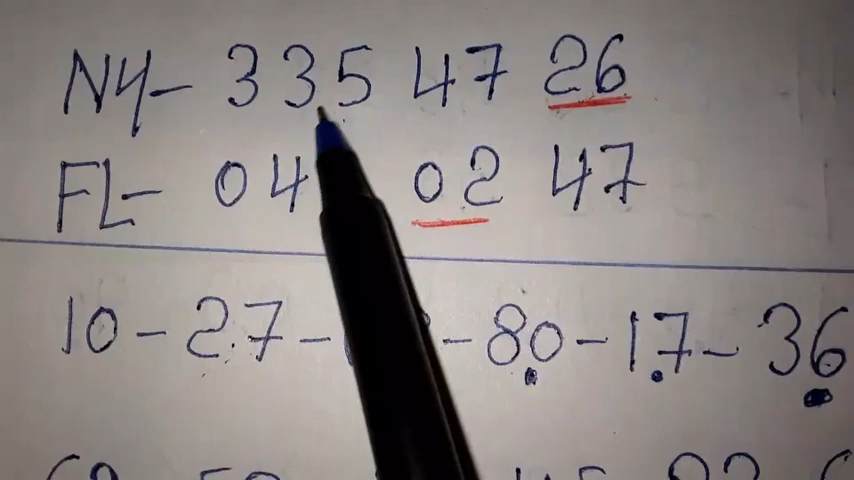 NY- 335 47 26
FL- 04 02 47
10 - 27 - - 80 - 17 - 36